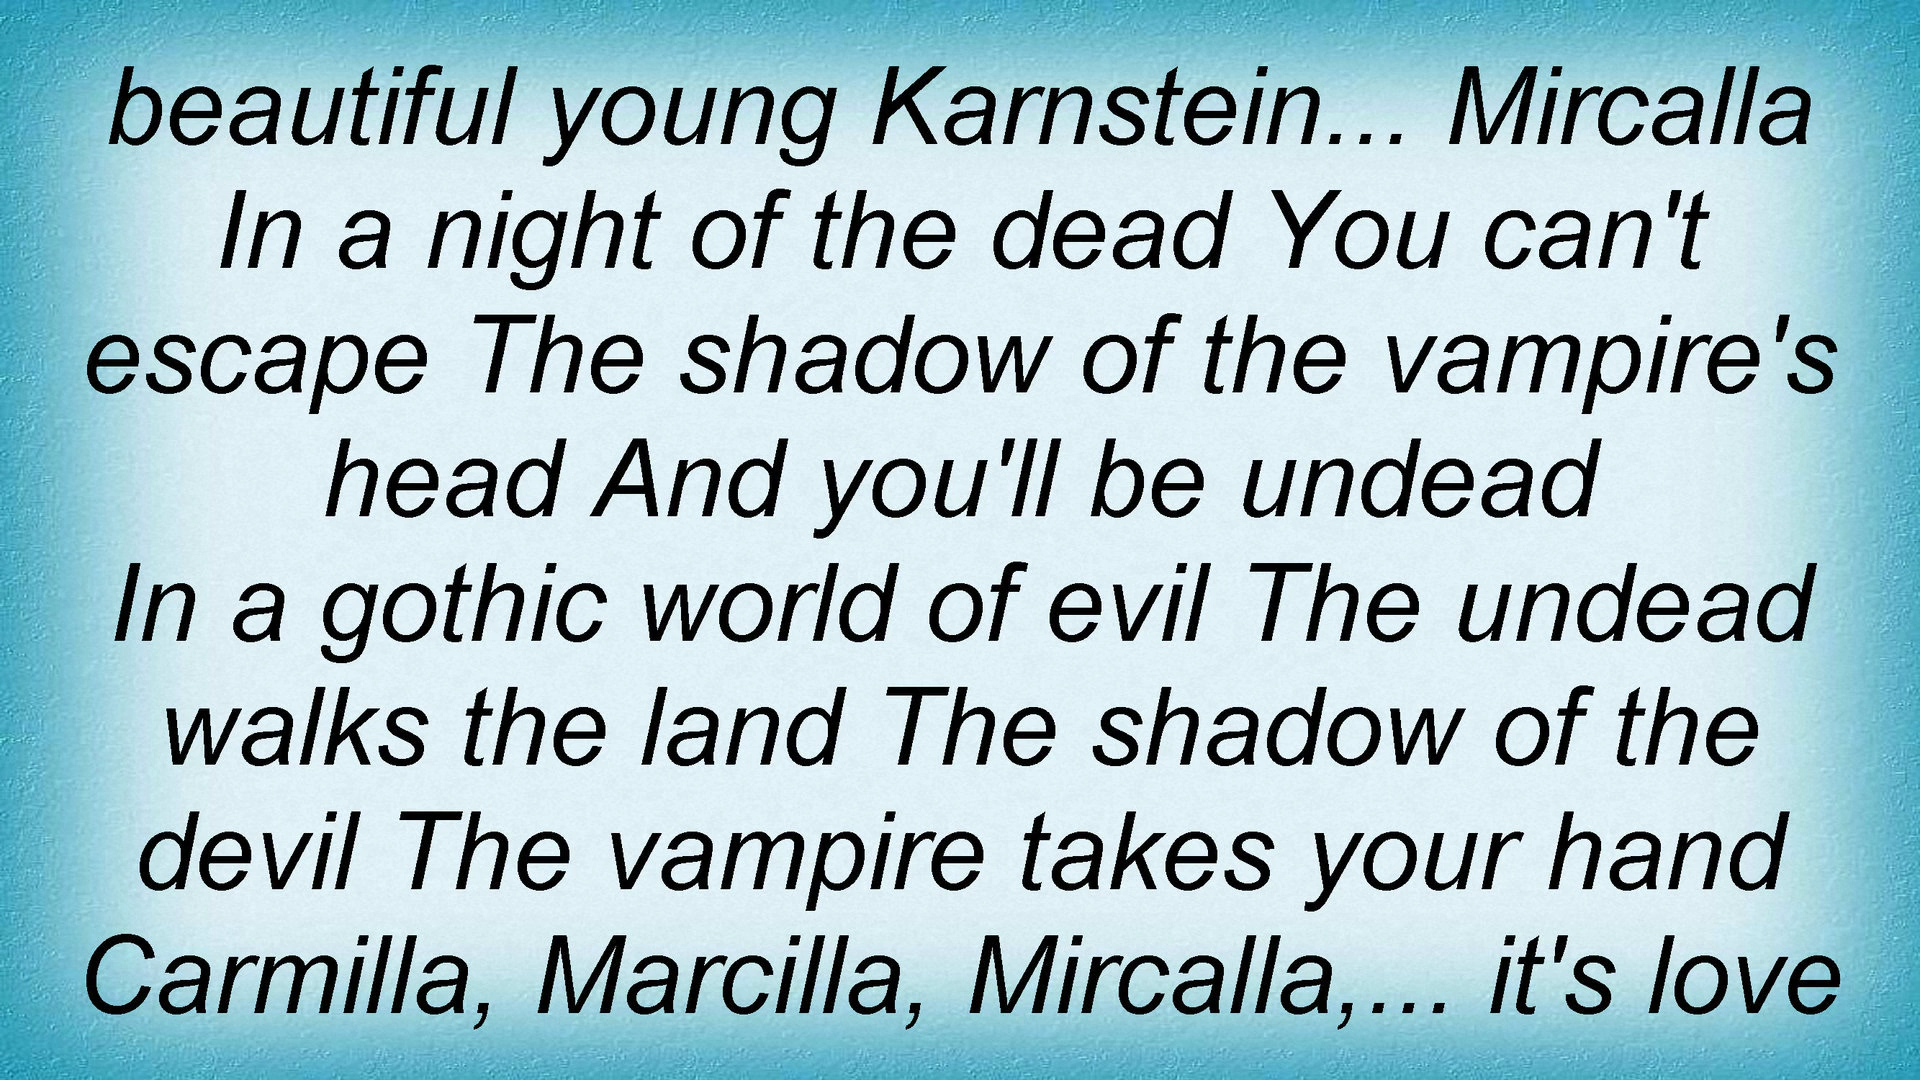 beautiful young Karnstein... Mircalla
In a night of the dead You can't
escape The shadow of the vampire's
head And you'll be undead
In a gothic world of evil The undead
walks the land The shadow of the
devil The vampire takes your hand
Carmilla, Marcilla, Mircalla,... it's love